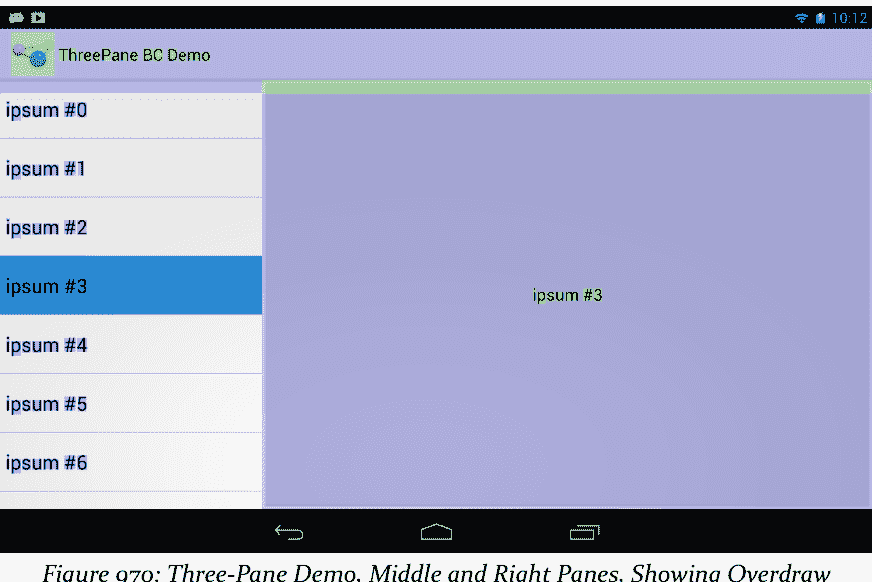 10:12
ThreePane BC Demo
ipsum #0
ipsum #1
ipsum #2
ipsum #3
ipsum #4
ipsum #5
ipsum #6
ipsum #3
Figure 970: Three-Pane Demo, Middle and Right Panes, Showing Overdraw